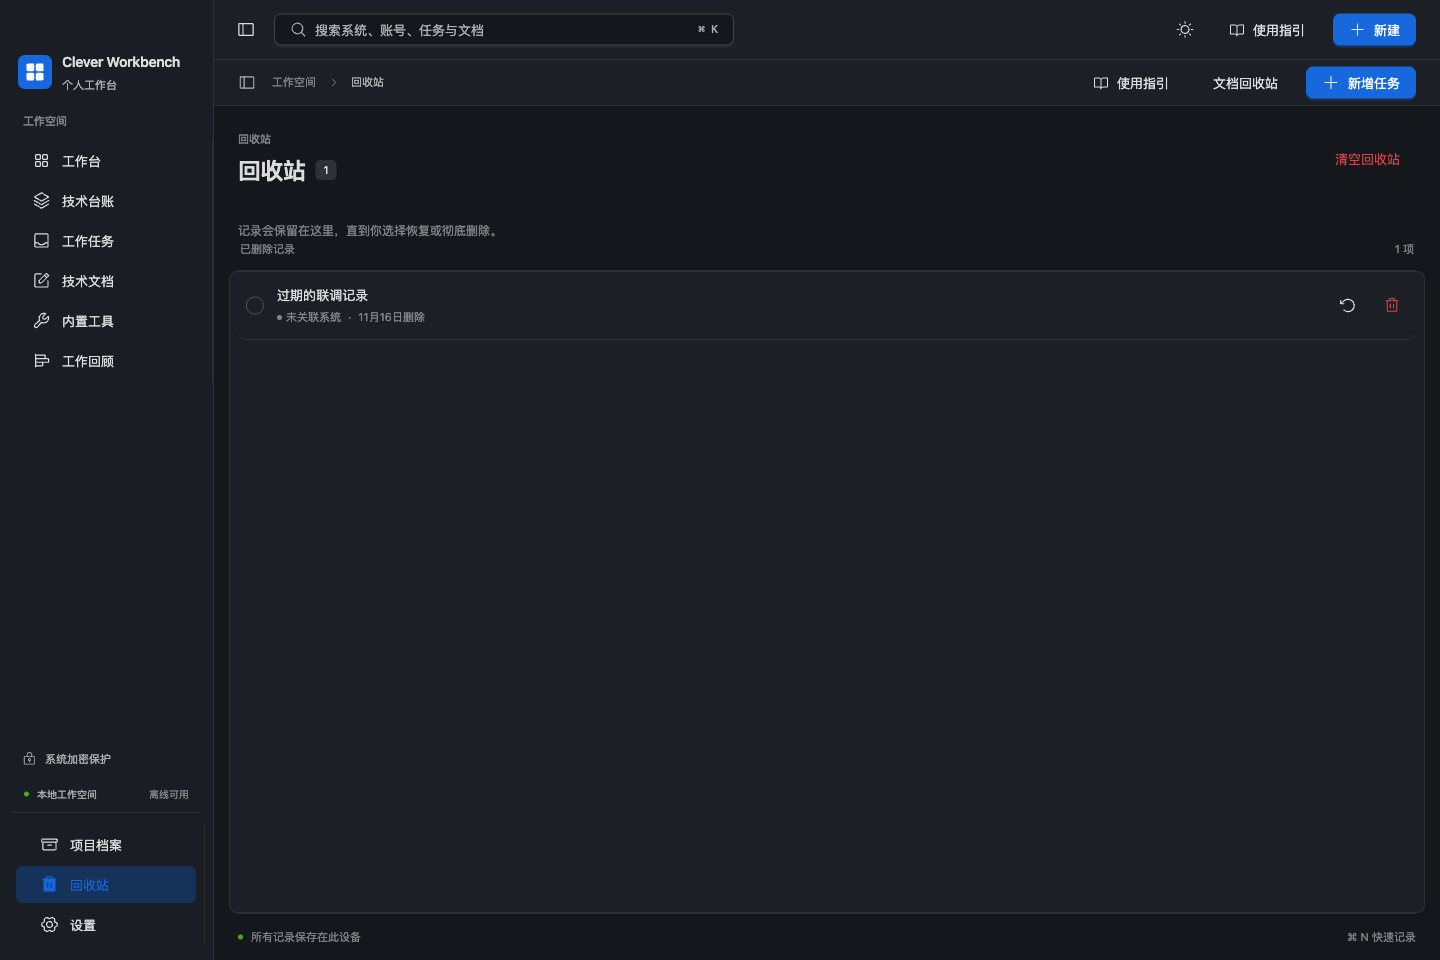 Clever Workbench
个人工作台
工作空间
工作台
技术台账
工作任务
技术文档
内置工具
工作回顾
系统加密保护
本地工作空间 离线可用
项目档案
回收站
设置
搜索系统、账号、任务与文档 ⌘ K
使用指引
新建
工作空间 回收站
使用指引
文档回收站
新增任务
回收站
回收站 1
清空回收站
记录会保留在这里，直到你选择恢复或彻底删除。
已删除记录 1 项
过期的联调记录
未关联系统 · 11月16日删除
所有记录保存在此设备
⌘ N 快速记录